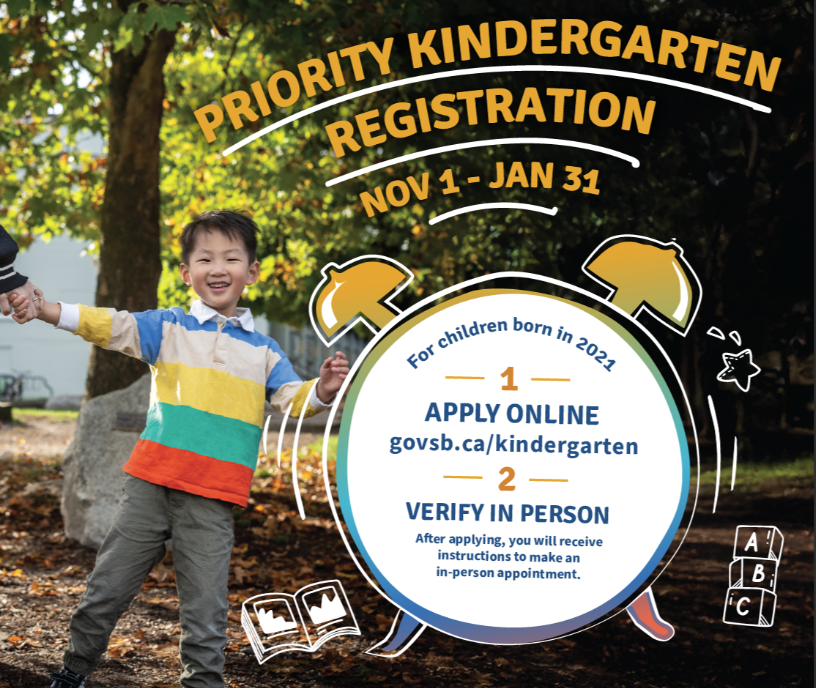 PRIORITY KINDERGARTEN
REGISTRATION
NOV 1 - JAN 31
For children born in 2021
1
APPLY ONLINE
govsb.ca/kindergarten
2
VERIFY IN PERSON
After applying, you will receive
instructions to make an
in-person appointment.
A
B
C